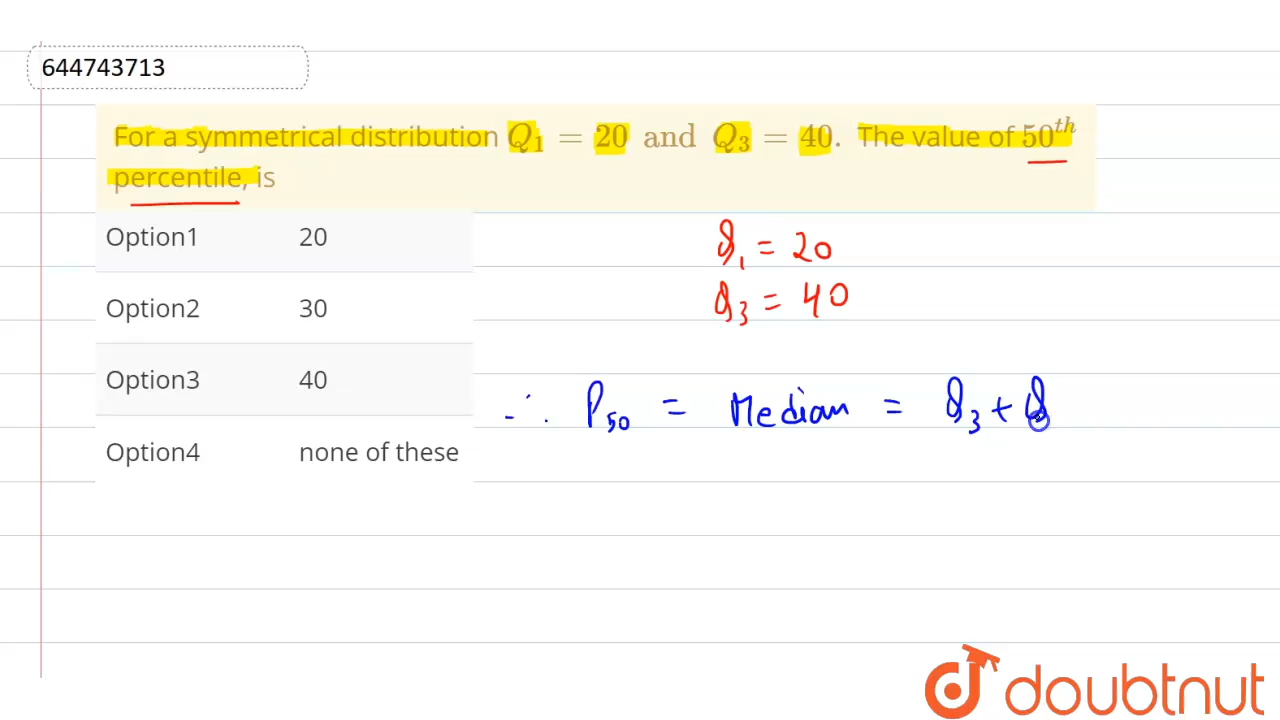 644743713
For a symmetrical distribution Q₁ = 20 and Q₃ = 40. The value of 50ᵗʰ
percentile, is
Option1 20
Option2 30
Option3 40
Option4 none of these
Q₁ = 20
Q₃ = 40
∴ P₅₀ = Median = Q₃ + Q
doubtnut